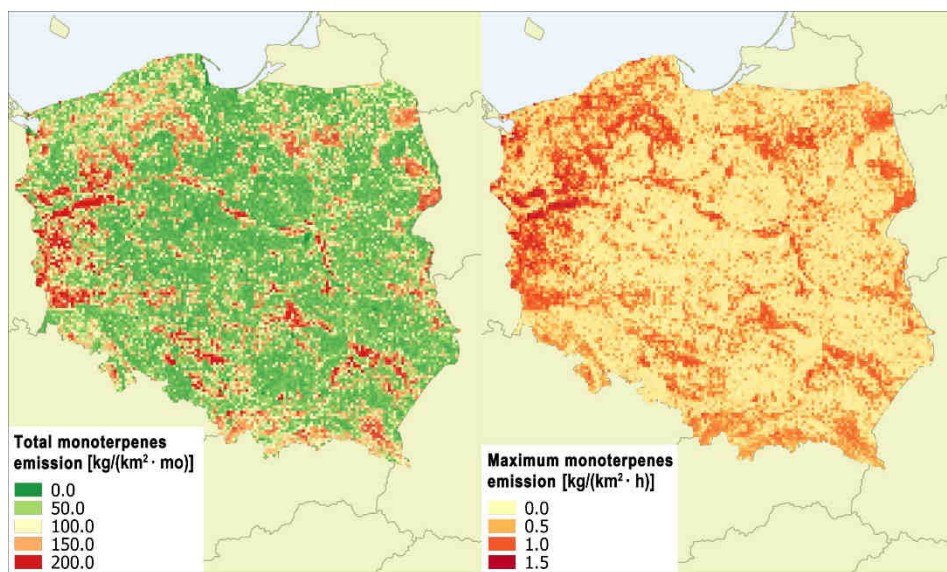 Total monoterpenes
emission [kg/(km² · mo)]
0.0
50.0
100.0
150.0
200.0
Maximum monoterpenes
emission [kg/(km² · h)]
0.0
0.5
1.0
1.5